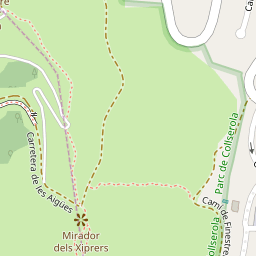 Parc de Collserola
Carretera de les Aigües
Camí de Finestre
Collserola
Mirador
dels Xiprers